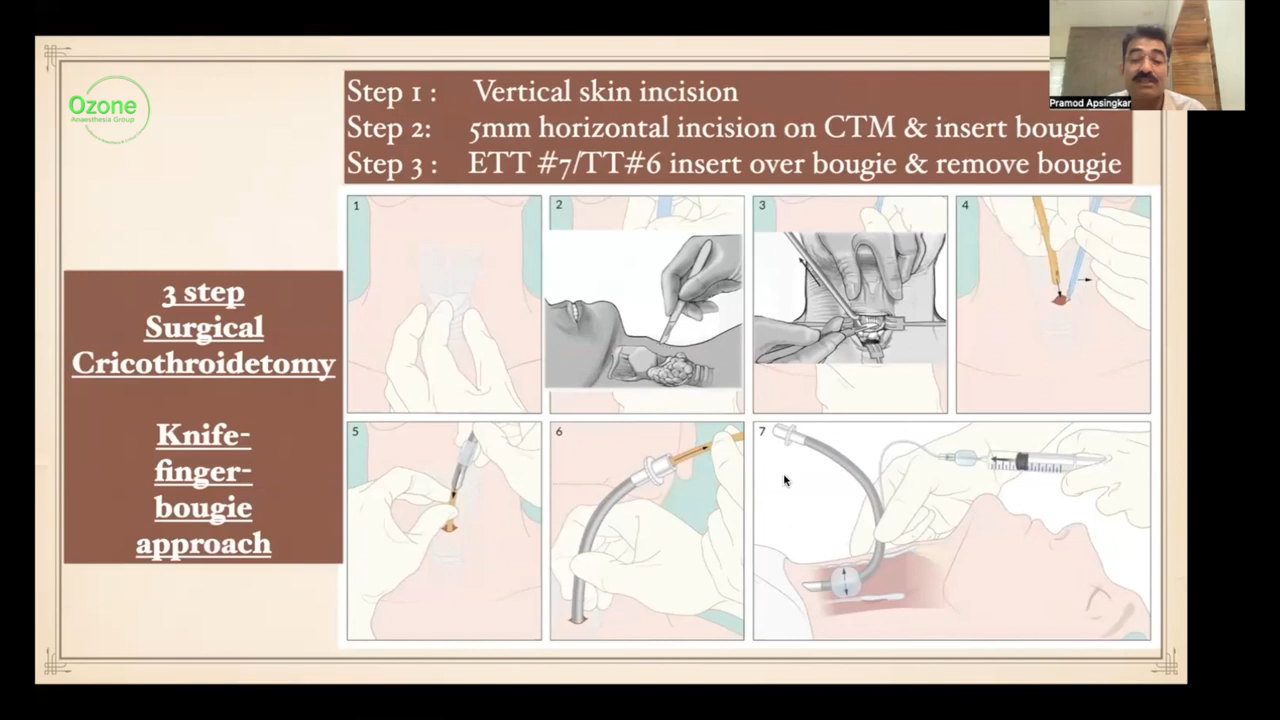 Ozone
Anaesthesia Group
Step 1 : Vertical skin incision
Step 2: 5mm horizontal incision on CTM & insert bougie
Step 3 : ETT #7/TT#6 insert over bougie & remove bougie
Pramod Apsingkar
3 step
Surgical
Cricothroidetomy
Knife-
finger-
bougie
approach
1
2
3
4
5
6
7